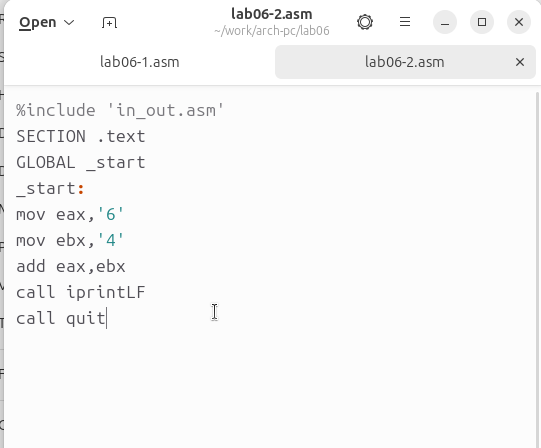 Open
lab06-2.asm
~/work/arch-pc/lab06
lab06-1.asm
lab06-2.asm
%include 'in_out.asm'
SECTION .text
GLOBAL _start
_start:
mov eax,'6'
mov ebx,'4'
add eax,ebx
call iprintLF
call quit